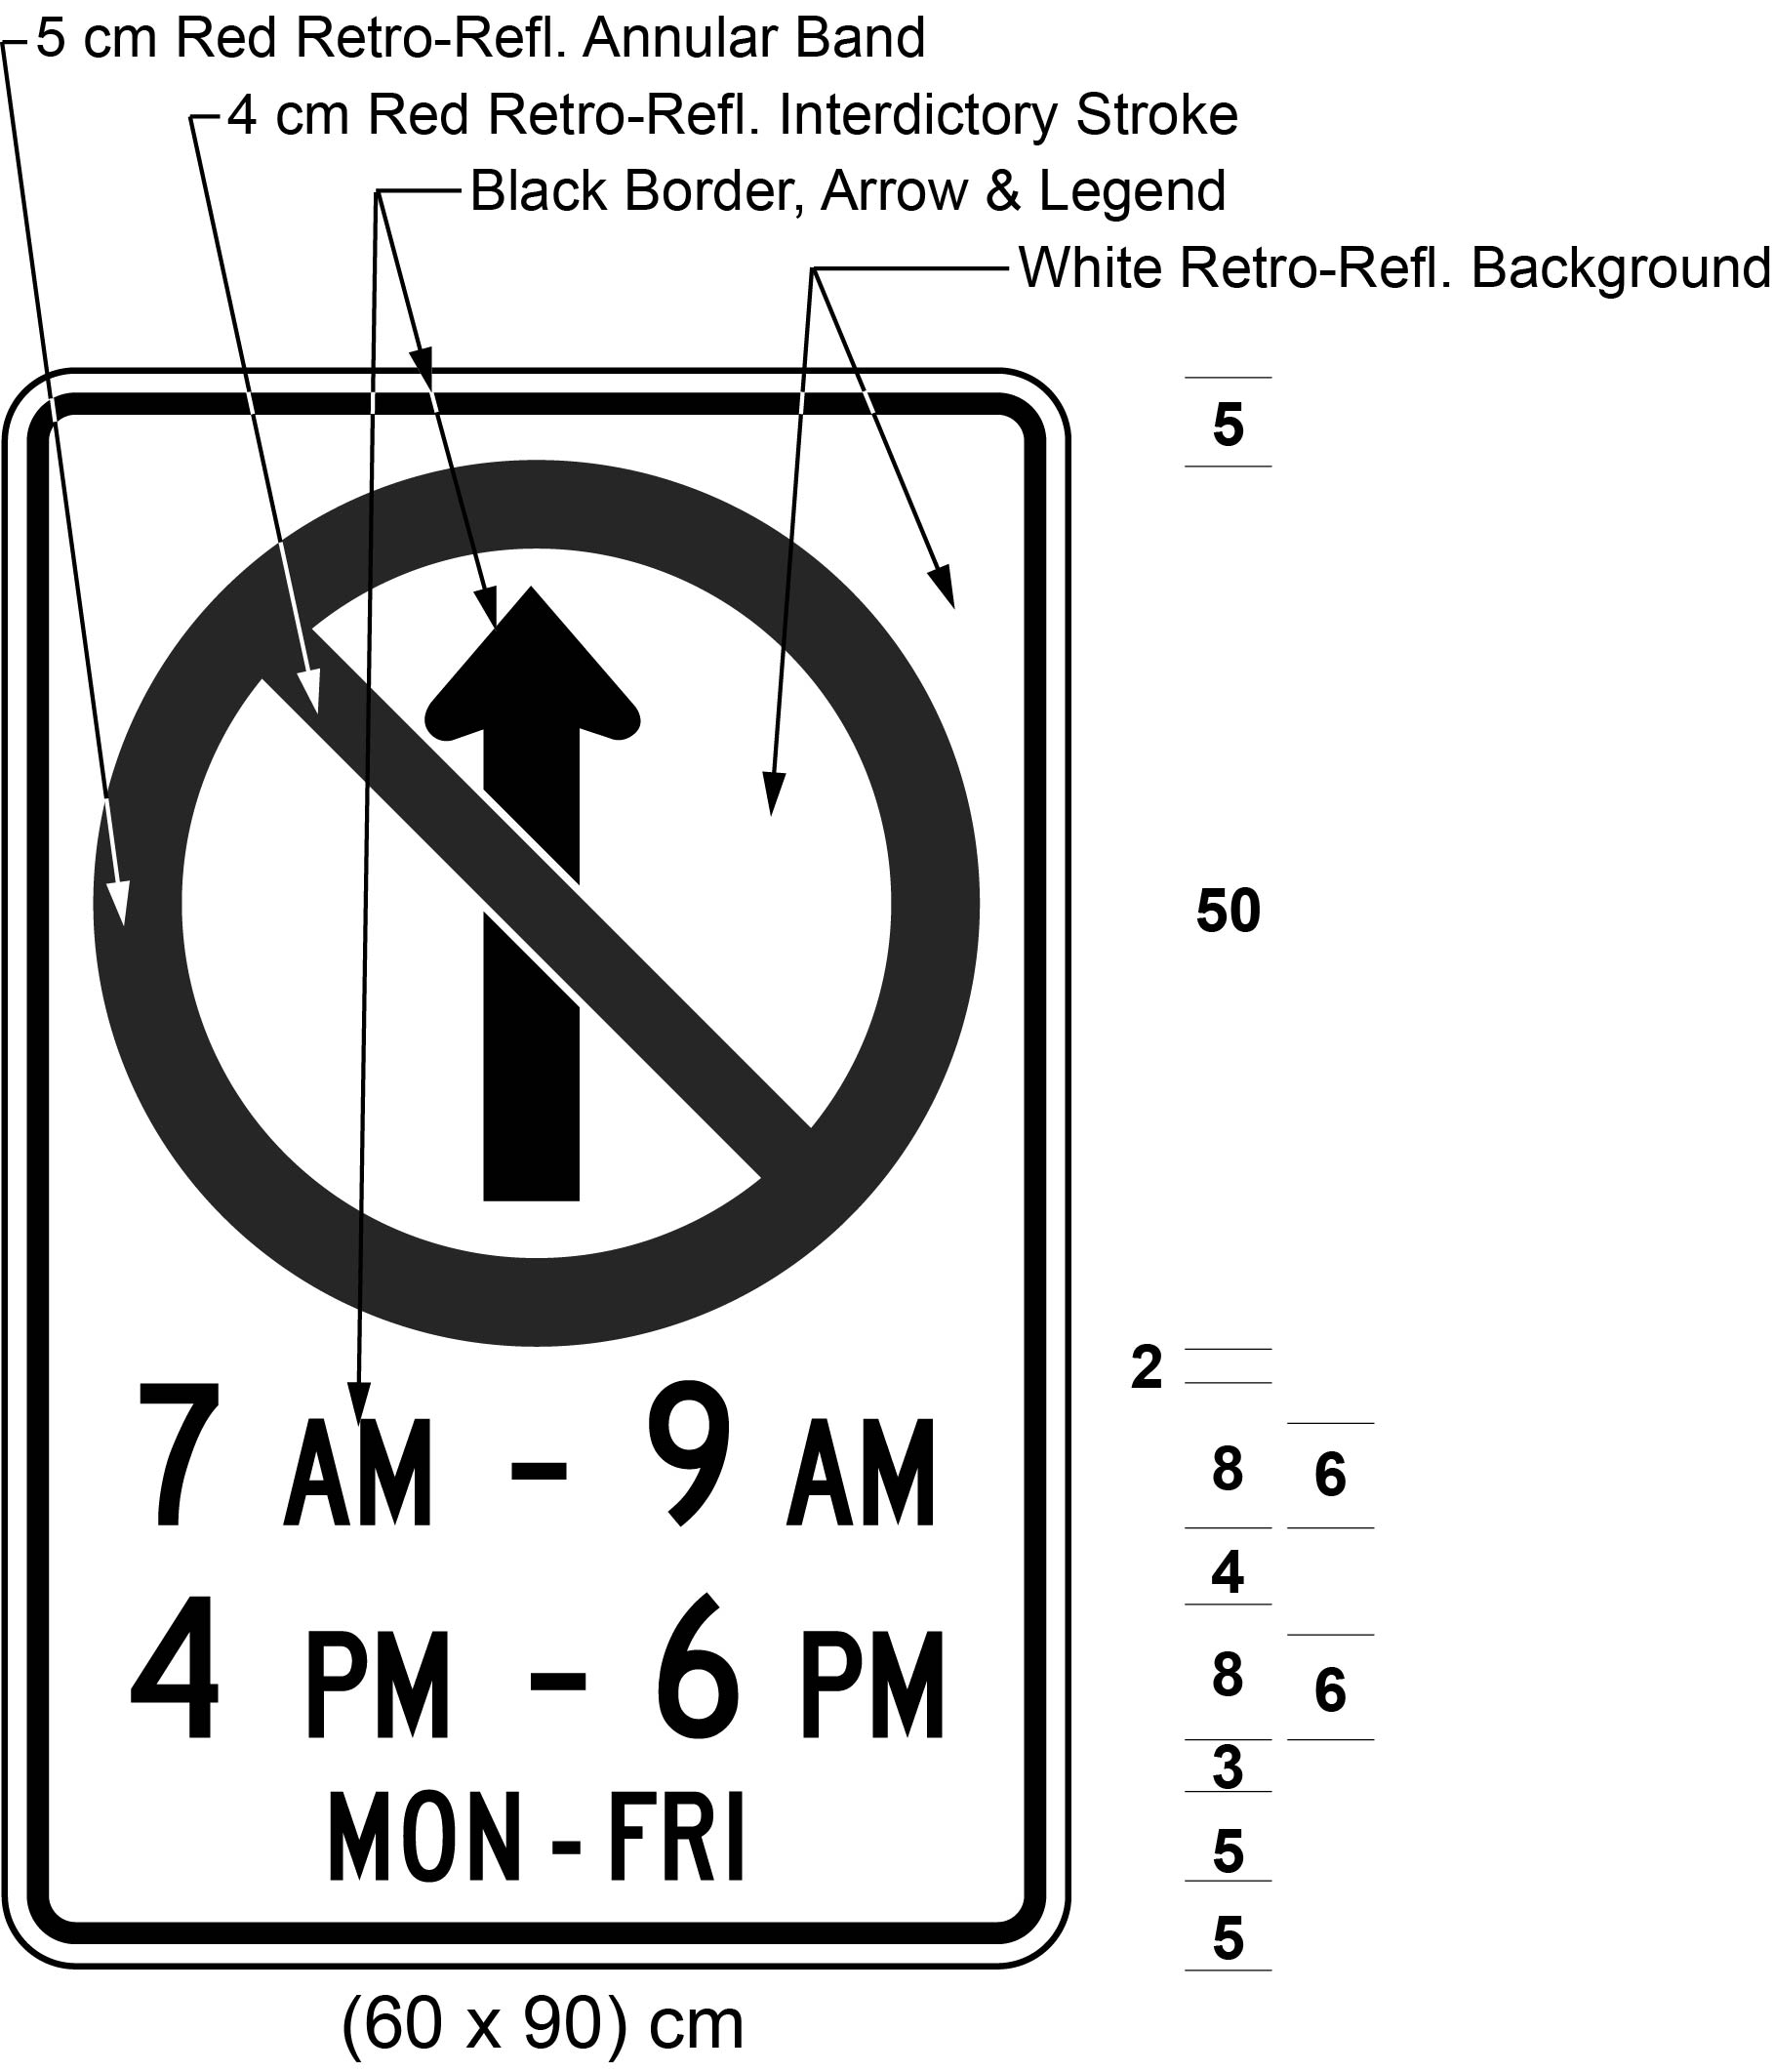 5 cm Red Retro-Refl. Annular Band
4 cm Red Retro-Refl. Interdictory Stroke
Black Border, Arrow & Legend
White Retro-Refl. Background
5
50
2
7 AM - 9 AM
8 6
4
4 PM - 6 PM
8 6
3
MON - FRI
5
5
(60 x 90) cm